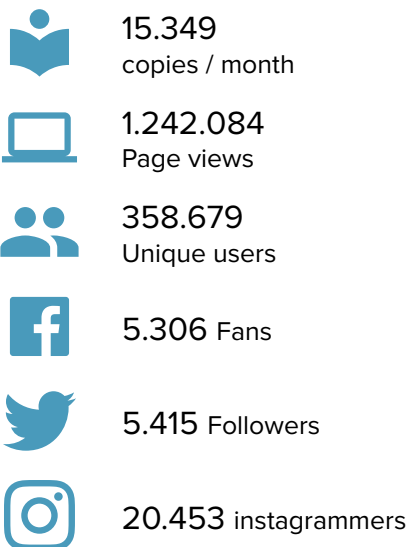 15.349
copies / month
1.242.084
Page views
358.679
Unique users
5.306 Fans
5.415 Followers
20.453 instagrammers